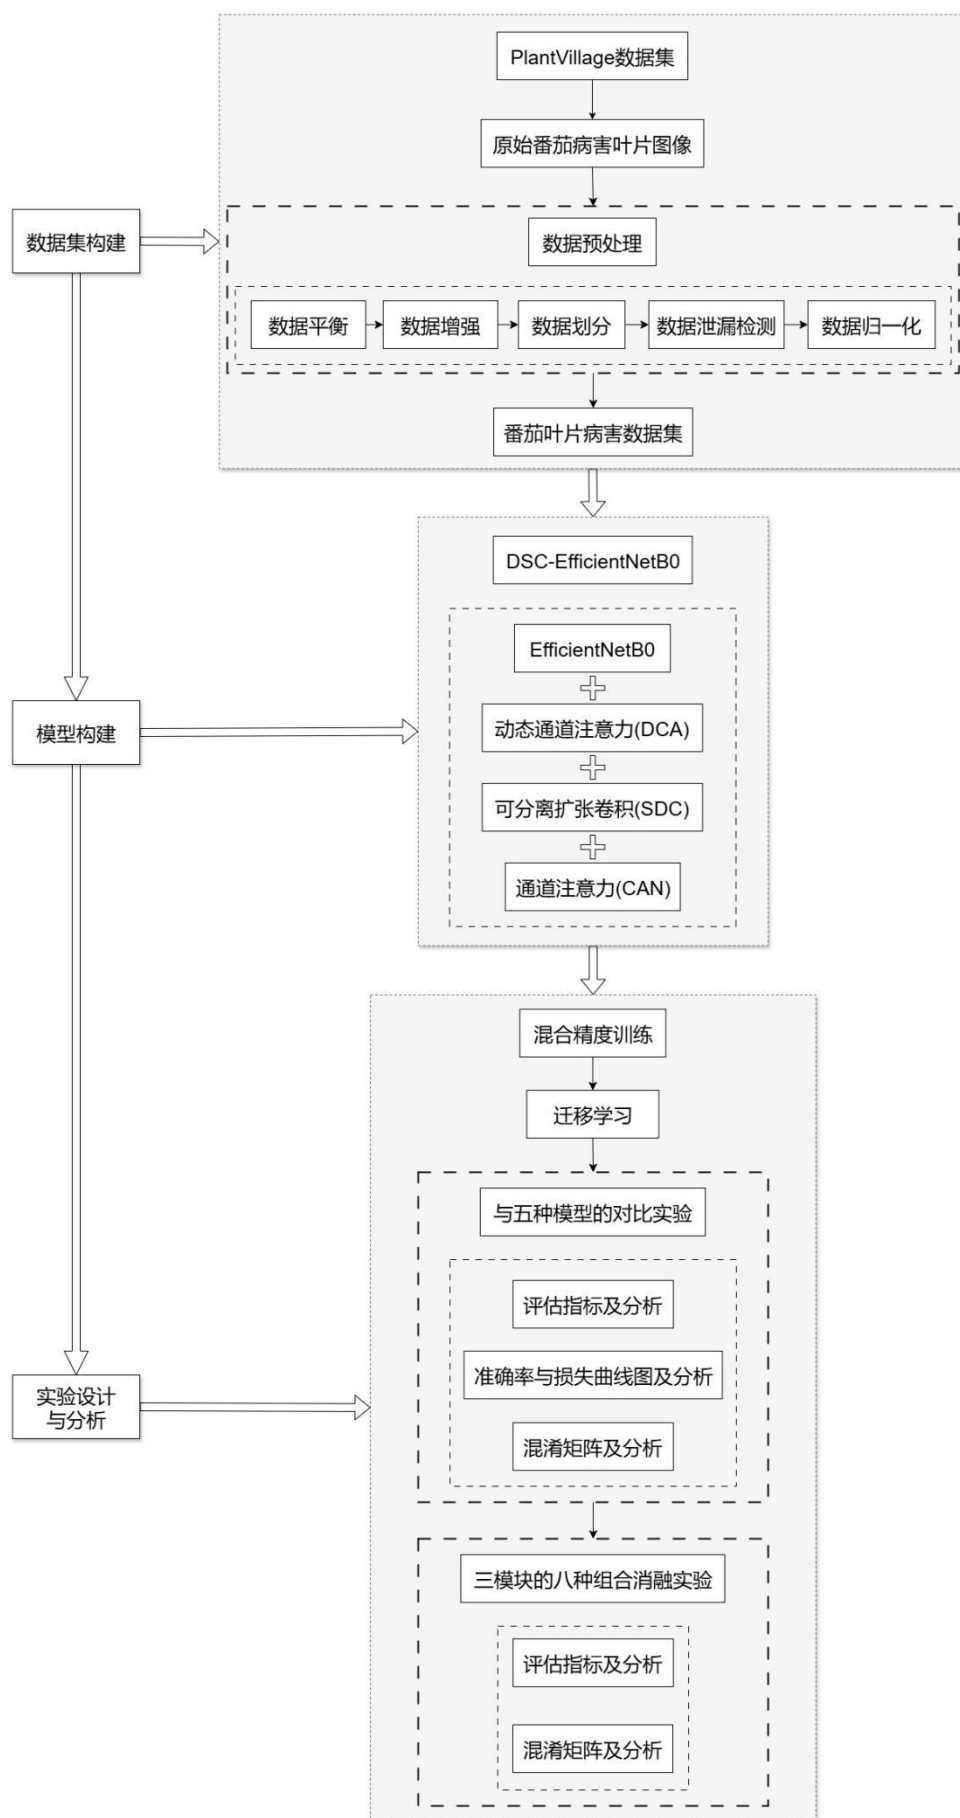 PlantVillage数据集
原始番茄病害叶片图像
数据集构建
数据预处理
数据平衡
数据增强
数据划分
数据泄漏检测
数据归一化
番茄叶片病害数据集
DSC-EfficientNetB0
EfficientNetB0
模型构建
动态通道注意力(DCA)
可分离扩张卷积(SDC)
通道注意力(CAN)
混合精度训练
迁移学习
与五种模型的对比实验
评估指标及分析
准确率与损失曲线图及分析
混淆矩阵及分析
实验设计
与分析
三模块的八种组合消融实验
评估指标及分析
混淆矩阵及分析